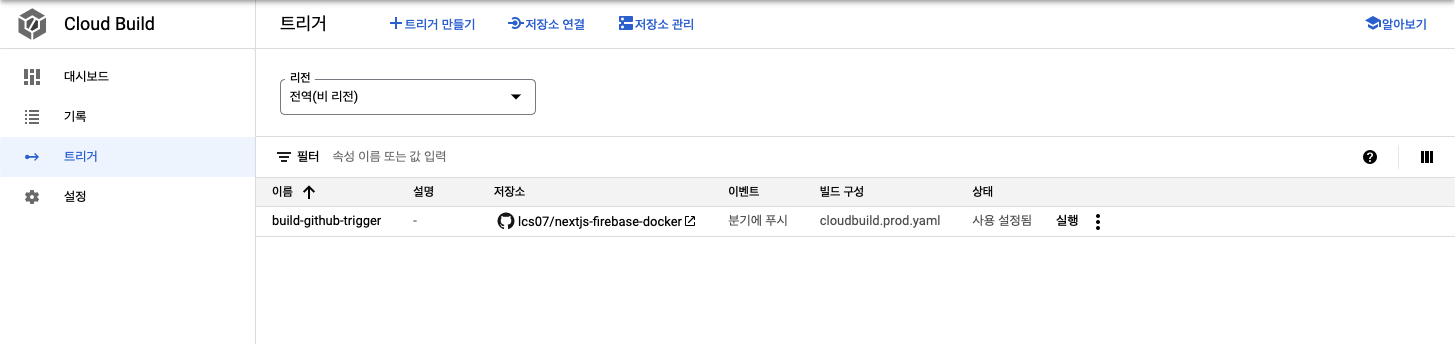 Cloud Build
트리거
트리거 만들기
저장소 연결
저장소 관리
알아보기
대시보드
기록
트리거
설정
리전
전역(비 리전)
필터 속성 이름 또는 값 입력
이름 설명 저장소 이벤트 빌드 구성 상태
build-github-trigger - lcs07/nextjs-firebase-docker 분기에 푸시 cloudbuild.prod.yaml 사용 설정됨 실행